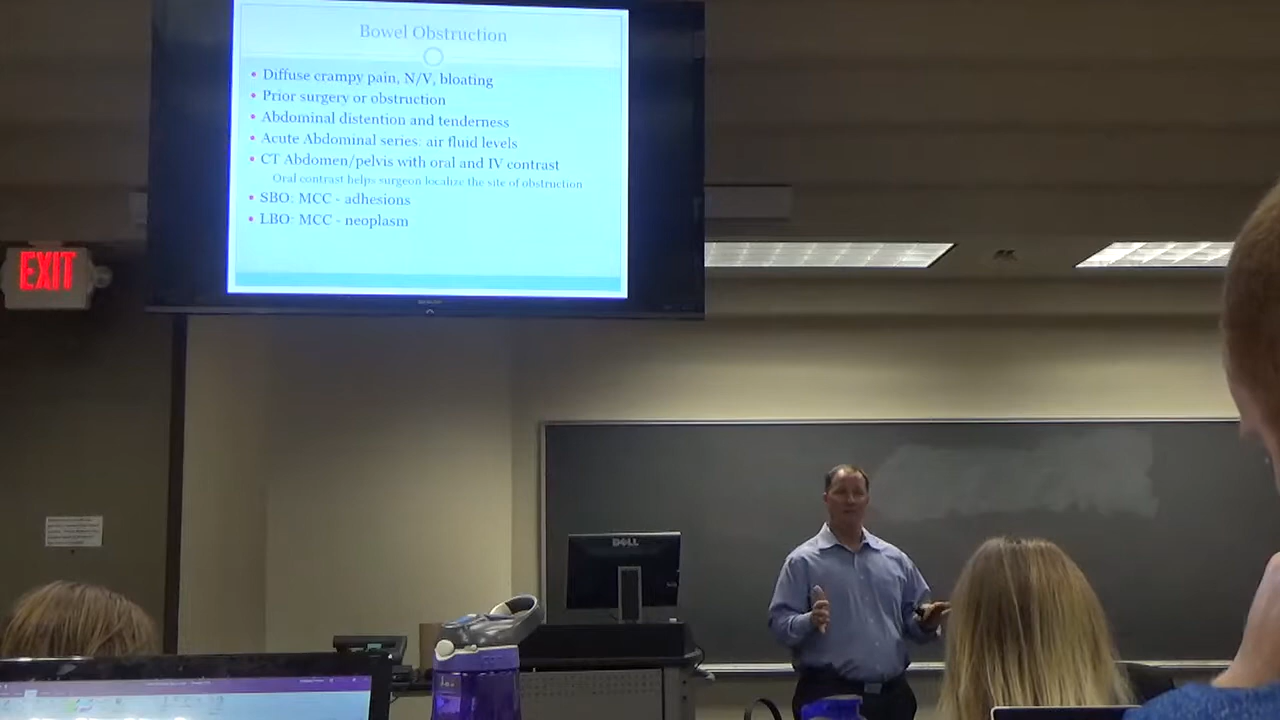 Bowel Obstruction
• Diffuse crampy pain, N/V, bloating
• Prior surgery or obstruction
• Abdominal distention and tenderness
• Acute Abdominal series: air fluid levels
• CT Abdomen/pelvis with oral and IV contrast
Oral contrast helps surgeon localize the site of obstruction
• SBO: MCC - adhesions
• LBO: MCC - neoplasm
EXIT
DELL